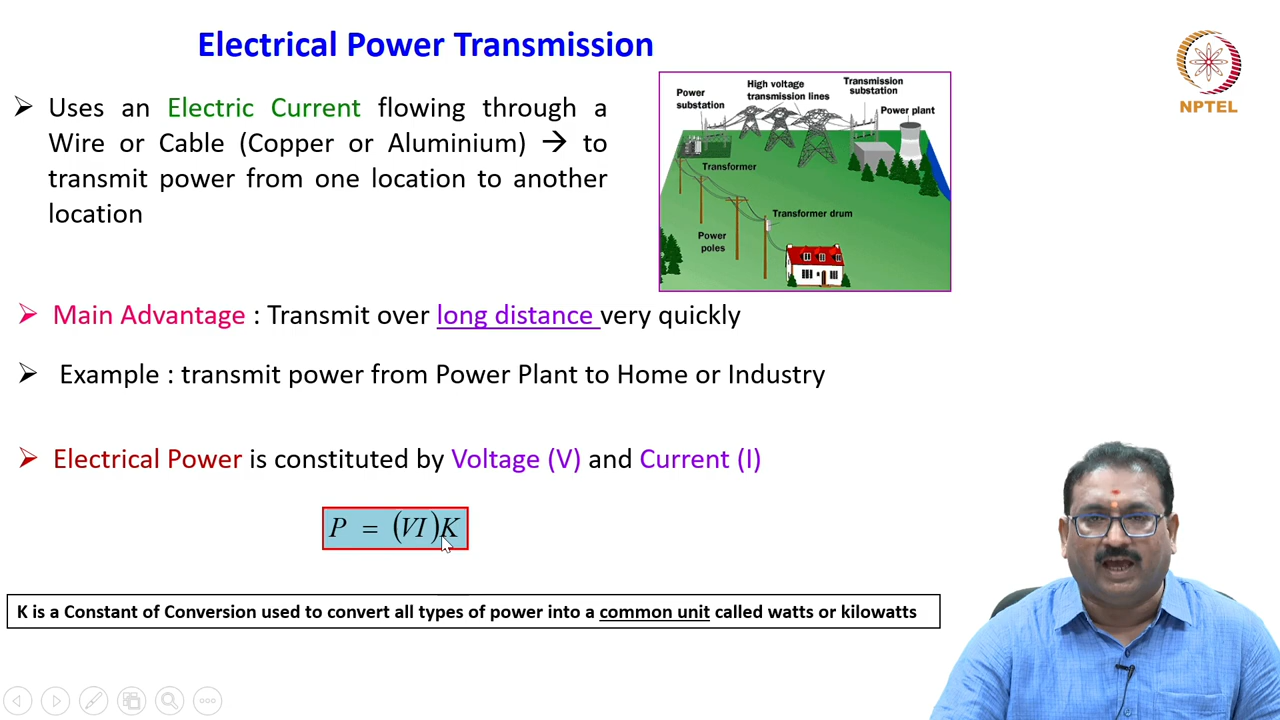 Electrical Power Transmission
➢ Uses an Electric Current flowing through a
Wire or Cable (Copper or Aluminium) → to
transmit power from one location to another
location
Power
substation
High voltage
transmission lines
Transmission
substation
Power plant
Transformer
Transformer drum
Power
poles
NPTEL
➢ Main Advantage : Transmit over long distance very quickly
➢ Example : transmit power from Power Plant to Home or Industry
➢ Electrical Power is constituted by Voltage (V) and Current (I)
P = (VI)K
K is a Constant of Conversion used to convert all types of power into a common unit called watts or kilowatts